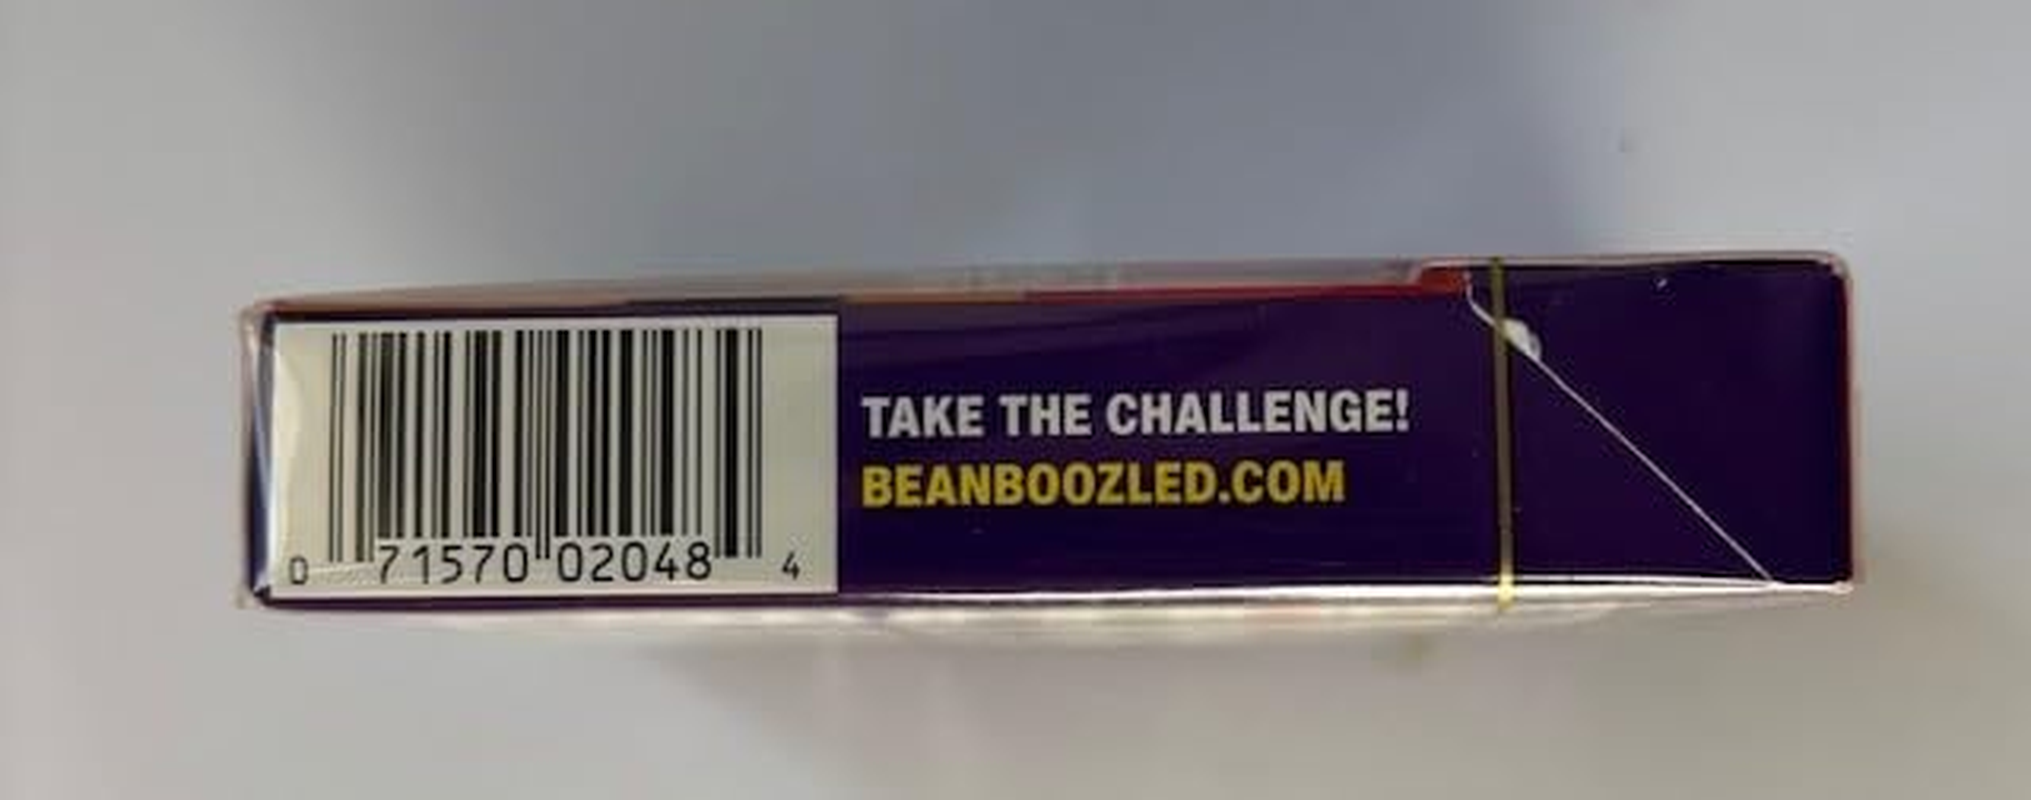 TAKE THE CHALLENGE!
BEANBOOZLED.COM
0 71570 02048 4